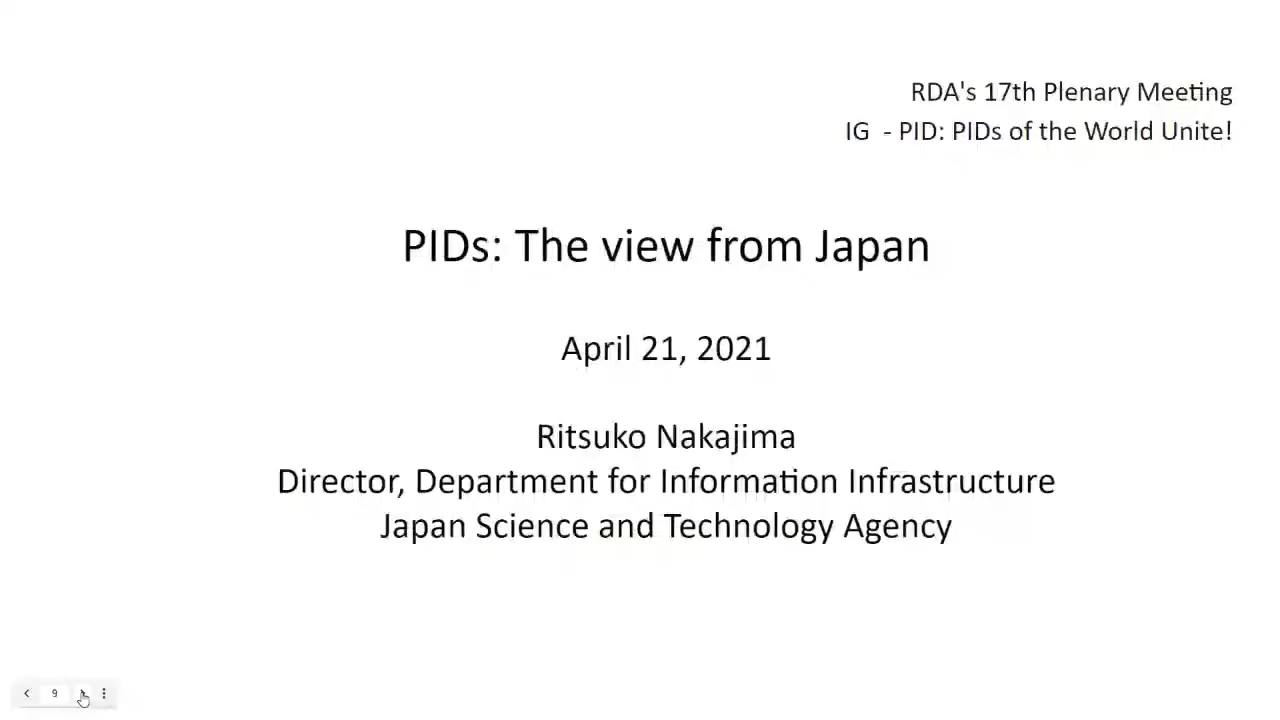 RDA's 17th Plenary Meeting
IG - PID: PIDs of the World Unite!
PIDs: The view from Japan
April 21, 2021
Ritsuko Nakajima
Director, Department for Information Infrastructure
Japan Science and Technology Agency
9